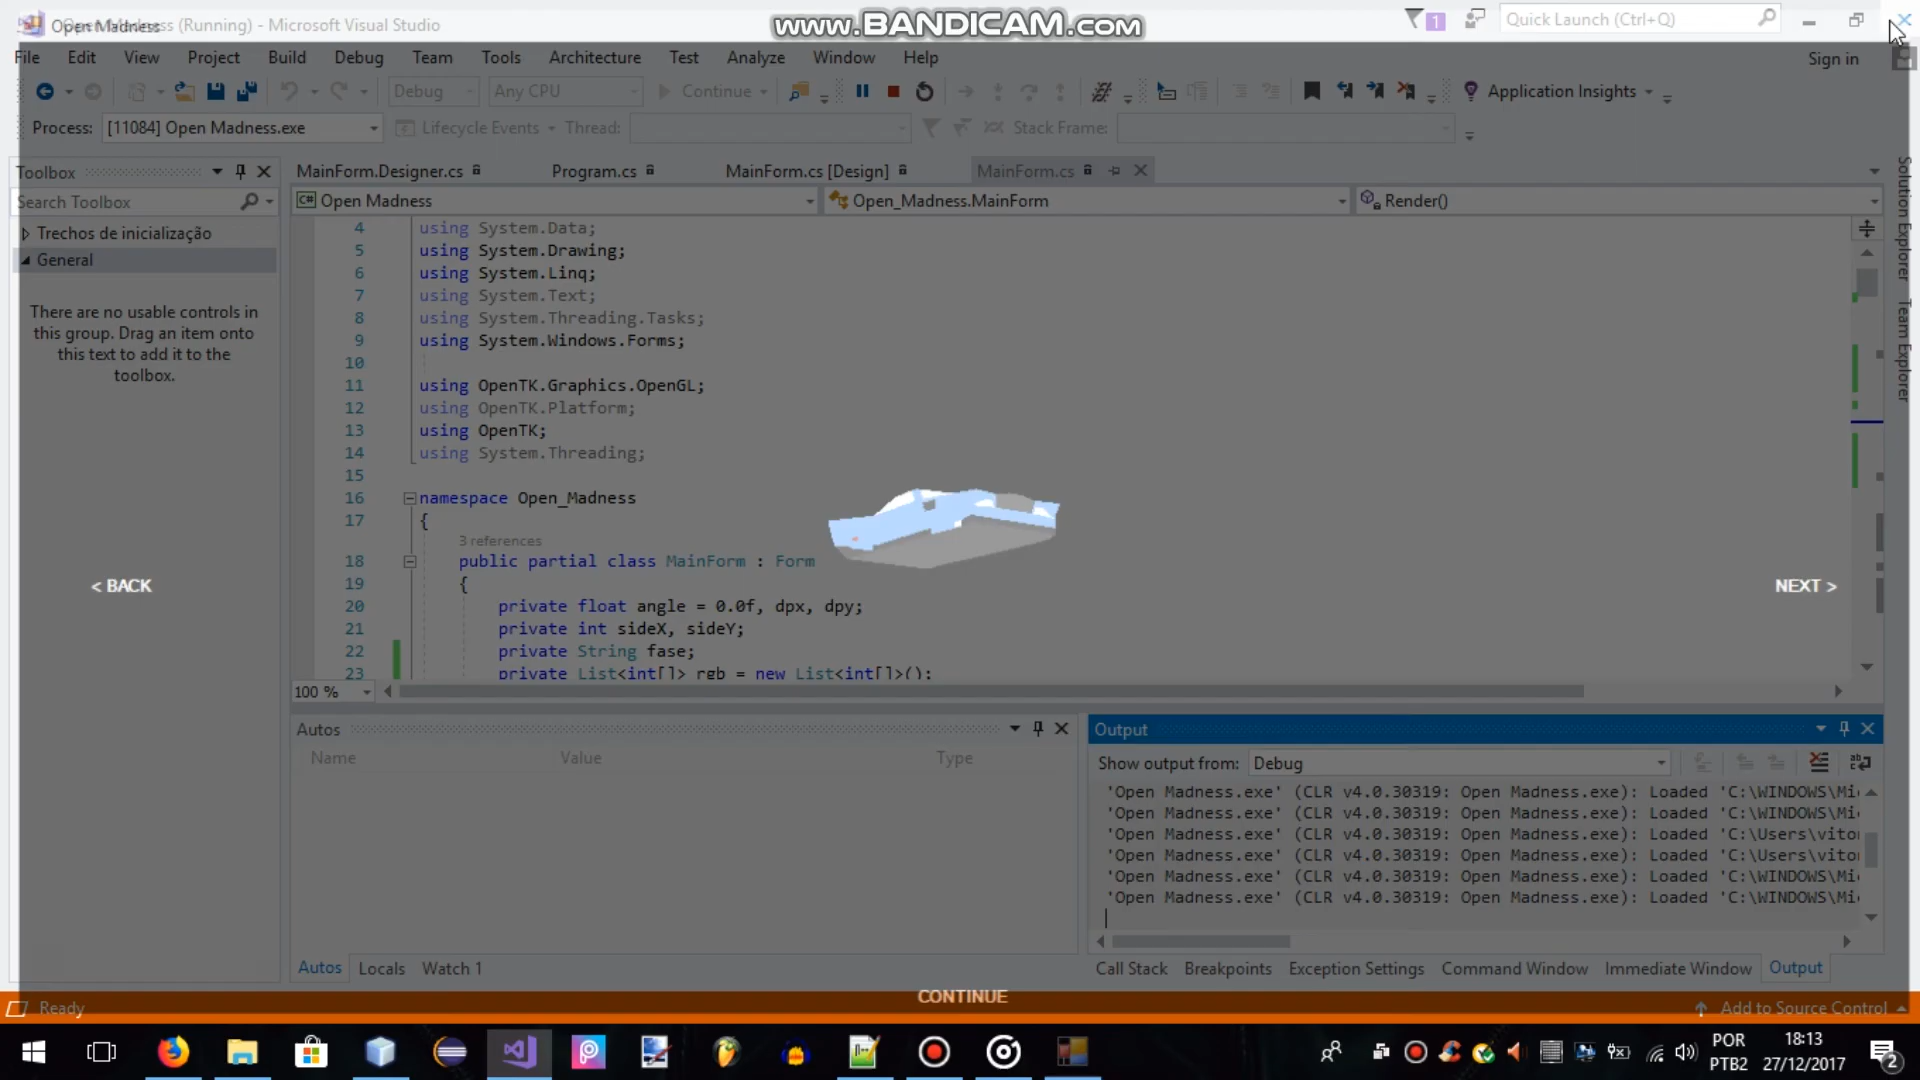 Open Madness (Running) - Microsoft Visual Studio
Open Madness
www.BANDICAM.com
1
Quick Launch (Ctrl+Q)
File Edit View Project Build Debug Team Tools Architecture Test Analyze Window Help
Sign in
Debug Any CPU Continue Application Insights
Process: [11084] Open Madness.exe Lifecycle Events Thread: Stack Frame:
Toolbox
Search Toolbox
Trechos de inicialização
General
There are no usable controls in
this group. Drag an item onto
this text to add it to the
toolbox.
MainForm.Designer.cs Program.cs MainForm.cs [Design] MainForm.cs
C# Open Madness Open_Madness.MainForm Render()
4 using System.Data;
5 using System.Drawing;
6 using System.Linq;
7 using System.Text;
8 using System.Threading.Tasks;
9 using System.Windows.Forms;
10
11 using OpenTK.Graphics.OpenGL;
12 using OpenTK.Platform;
13 using OpenTK;
14 using System.Threading;
15
16 namespace Open_Madness
17 {
3 references
18 public partial class MainForm : Form
19 {
20 private float angle = 0.0f, dpx, dpy;
21 private int sideX, sideY;
22 private String fase;
23 private List<int[]> rgb = new List<int[]>();
100 %
< BACK
NEXT >
CONTINUE
Solution Explorer
Team Explorer
Autos
Name Value Type
Autos Locals Watch 1
Output
Show output from: Debug
'Open Madness.exe' (CLR v4.0.30319: Open Madness.exe): Loaded 'C:\WINDOWS\Mi
'Open Madness.exe' (CLR v4.0.30319: Open Madness.exe): Loaded 'C:\WINDOWS\Mi
'Open Madness.exe' (CLR v4.0.30319: Open Madness.exe): Loaded 'C:\Users\vito
'Open Madness.exe' (CLR v4.0.30319: Open Madness.exe): Loaded 'C:\Users\vito
'Open Madness.exe' (CLR v4.0.30319: Open Madness.exe): Loaded 'C:\WINDOWS\Mi
'Open Madness.exe' (CLR v4.0.30319: Open Madness.exe): Loaded 'C:\WINDOWS\Mi
Call Stack Breakpoints Exception Settings Command Window Immediate Window Output
Ready
Add to Source Control
POR
PTB2
18:13
27/12/2017
2